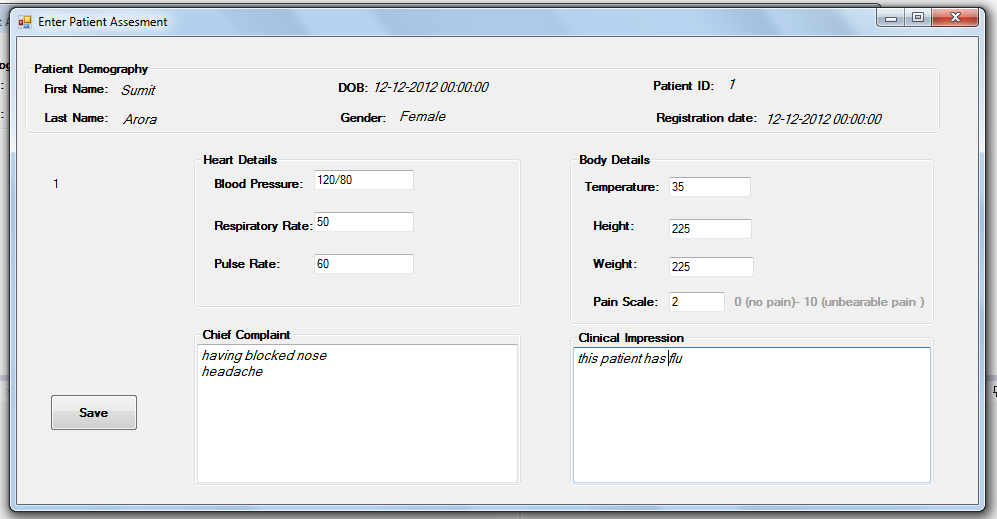 Enter Patient Assesment
Patient Demography
First Name: Sumit DOB: 12-12-2012 00:00:00 Patient ID: 1
Last Name: Arora Gender: Female Registration date: 12-12-2012 00:00:00
1
Heart Details
Blood Pressure: 120/80
Respiratory Rate: 50
Pulse Rate: 60
Body Details
Temperature: 35
Height: 225
Weight: 225
Pain Scale: 2 0 (no pain)- 10 (unbearable pain )
Chief Complaint
having blocked nose
headache
Clinical Impression
this patient has flu
Save